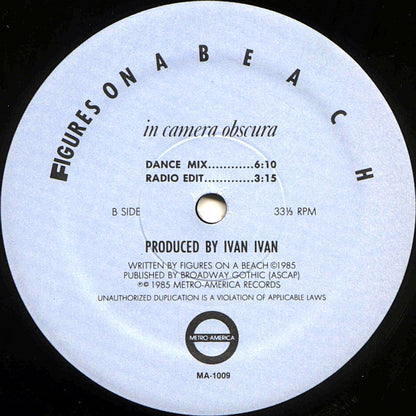 FIGURES ON A BEACH
in camera obscura
DANCE MIX............6:10
RADIO EDIT............3:15
B SIDE 33⅓ RPM
PRODUCED BY IVAN IVAN
WRITTEN BY FIGURES ON A BEACH ©1985
PUBLISHED BY BROADWAY GOTHIC (ASCAP)
℗© 1985 METRO-AMERICA RECORDS
UNAUTHORIZED DUPLICATION IS A VIOLATION OF APPLICABLE LAWS
METRO-AMERICA
MA-1009